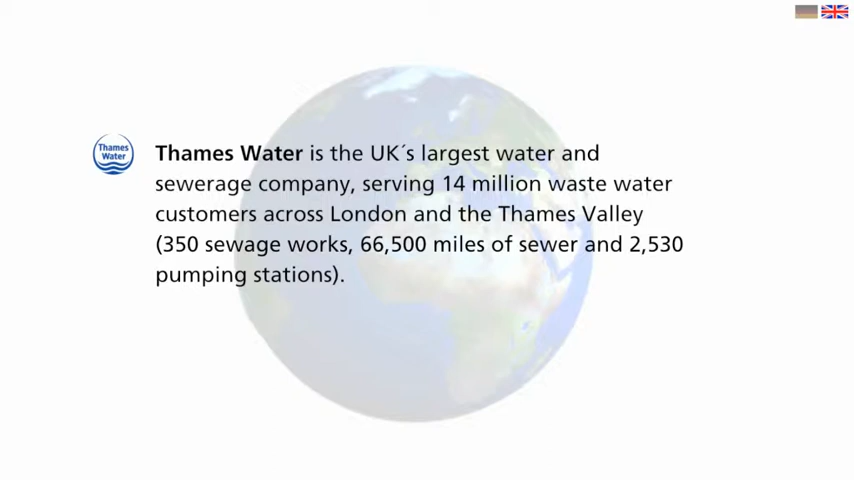 Thames
Water
Thames Water is the UK´s largest water and
sewerage company, serving 14 million waste water
customers across London and the Thames Valley
(350 sewage works, 66,500 miles of sewer and 2,530
pumping stations).